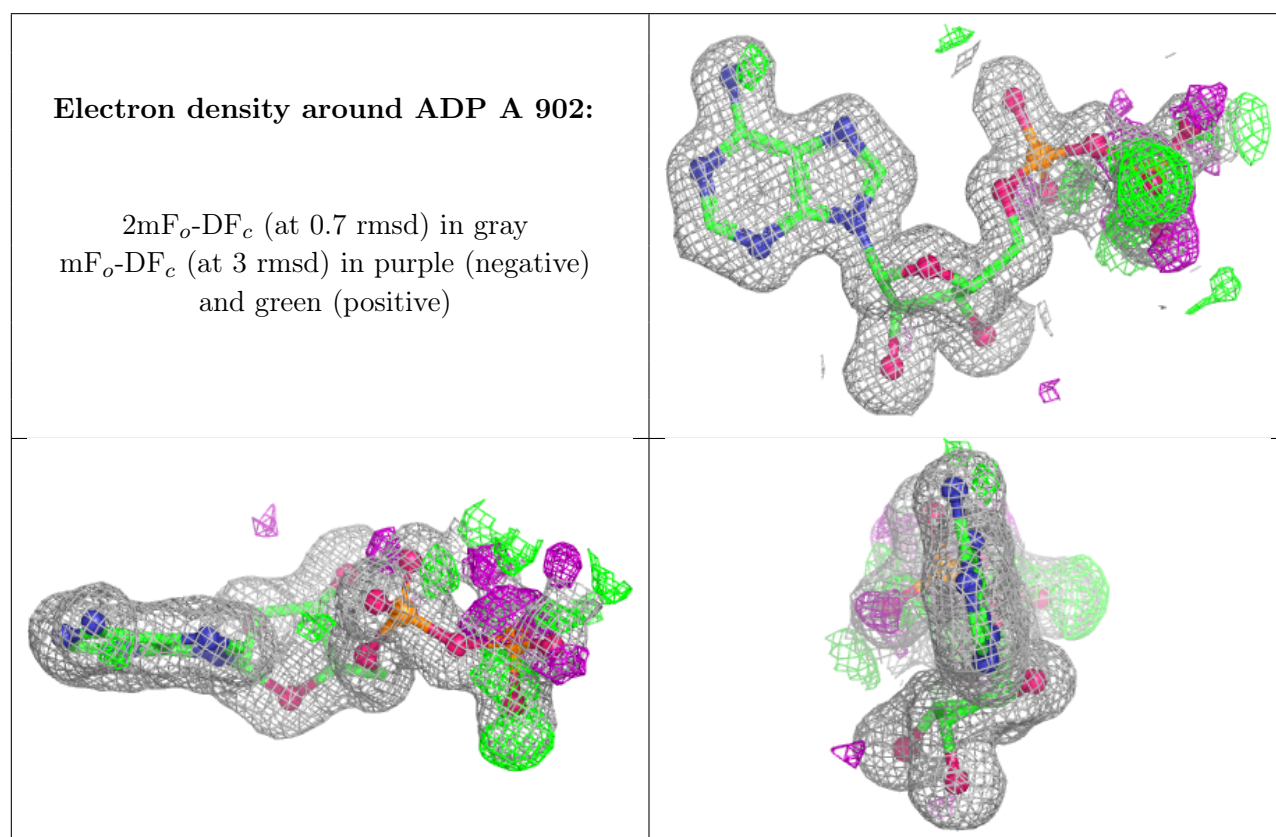 Electron density around ADP A 902:
2mFo-DFc (at 0.7 rmsd) in gray
mFo-DFc (at 3 rmsd) in purple (negative)
and green (positive)